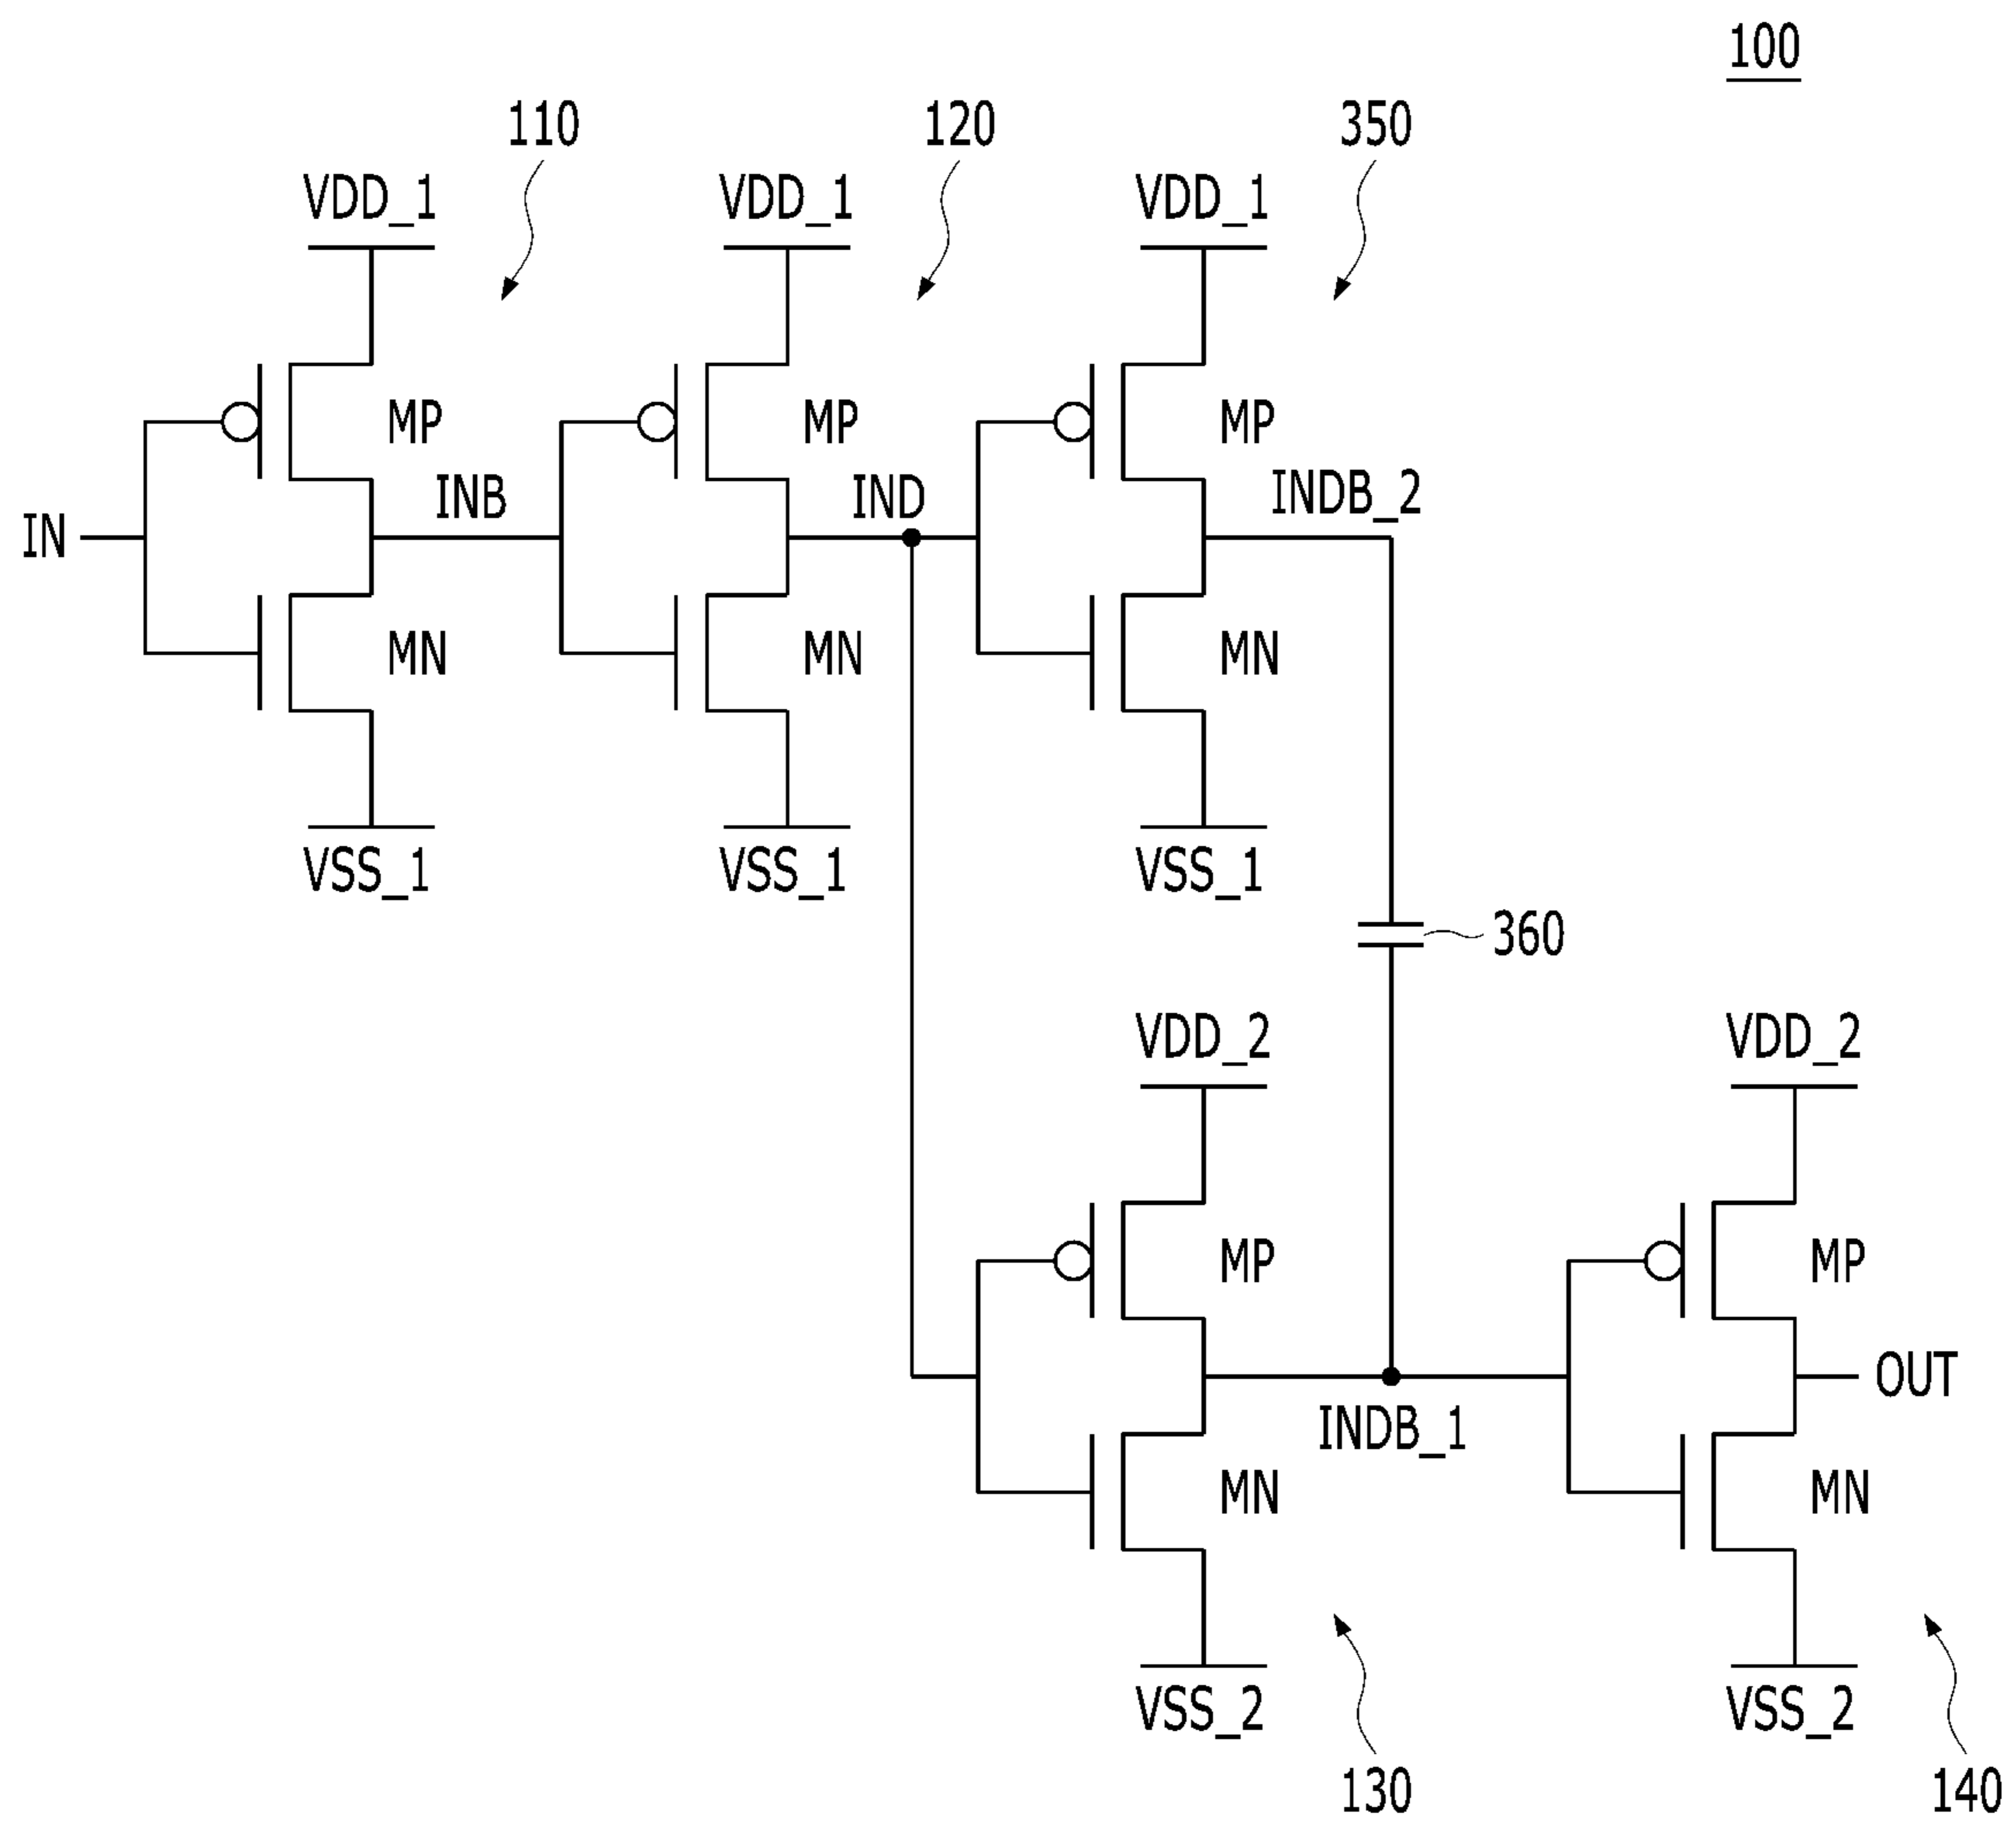 100
110
120
350
VDD_1
VDD_1
VDD_1
MP
MP
MP
INB
IND
INDB_2
IN
MN
MN
MN
VSS_1
VSS_1
VSS_1
360
VDD_2
VDD_2
MP
MP
OUT
INDB_1
MN
MN
VSS_2
VSS_2
130
140